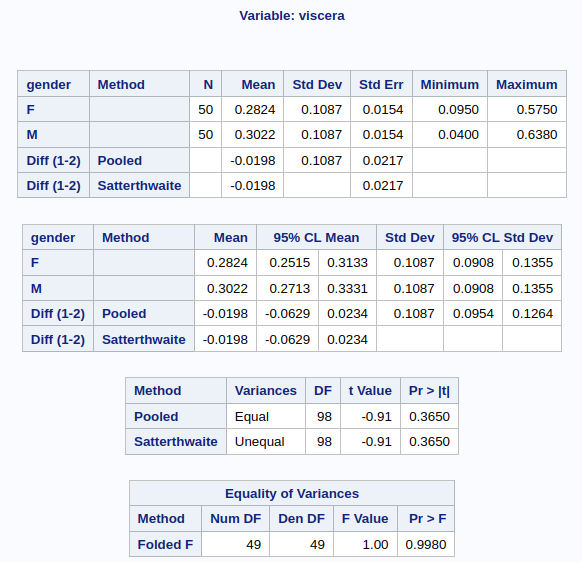 Variable: viscera
gender Method N Mean Std Dev Std Err Minimum Maximum
F 50 0.2824 0.1087 0.0154 0.0950 0.5750
M 50 0.3022 0.1087 0.0154 0.0400 0.6380
Diff (1-2) Pooled -0.0198 0.1087 0.0217
Diff (1-2) Satterthwaite -0.0198 0.0217
gender Method Mean 95% CL Mean Std Dev 95% CL Std Dev
F 0.2824 0.2515 0.3133 0.1087 0.0908 0.1355
M 0.3022 0.2713 0.3331 0.1087 0.0908 0.1355
Diff (1-2) Pooled -0.0198 -0.0629 0.0234 0.1087 0.0954 0.1264
Diff (1-2) Satterthwaite -0.0198 -0.0629 0.0234
Method Variances DF t Value Pr > |t|
Pooled Equal 98 -0.91 0.3650
Satterthwaite Unequal 98 -0.91 0.3650
Equality of Variances
Method Num DF Den DF F Value Pr > F
Folded F 49 49 1.00 0.9980